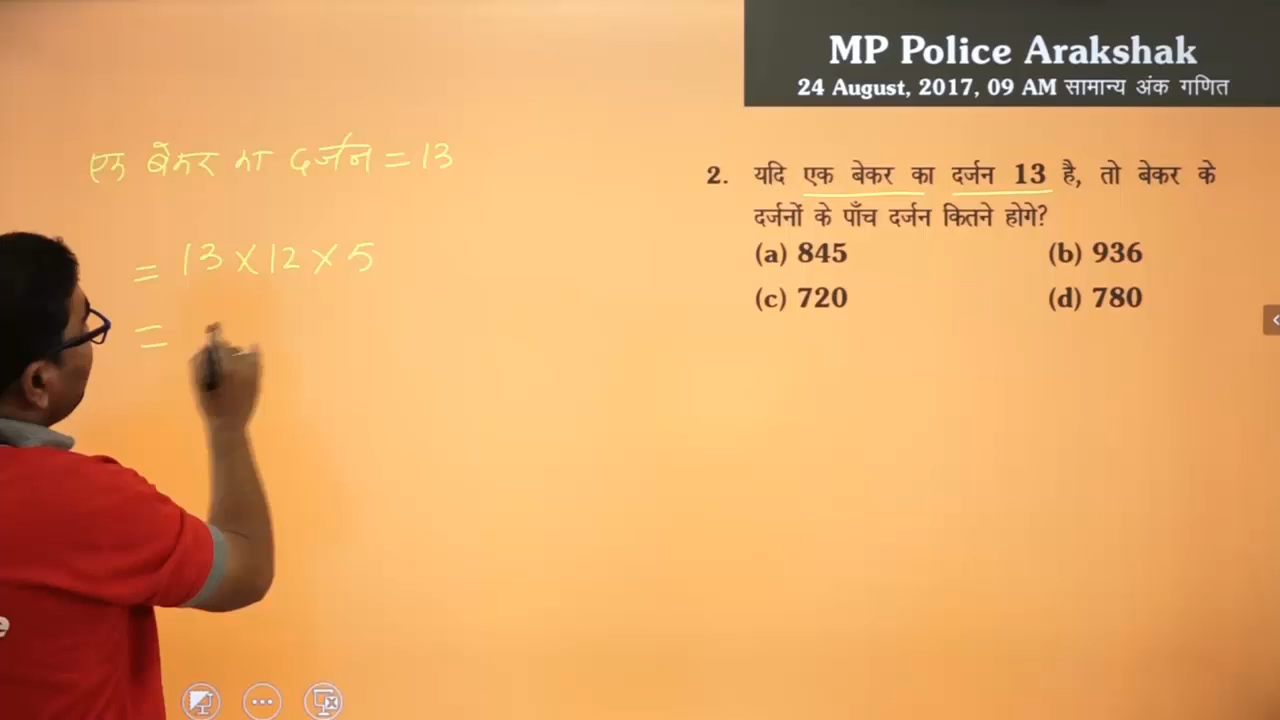 MP Police Arakshak
24 August, 2017, 09 AM सामान्य अंक गणित
एक बेकर का दर्जन = 13
= 13 × 12 × 5
=
2. यदि एक बेकर का दर्जन 13 है, तो बेकर के
दर्जनों के पाँच दर्जन कितने होगे?
(a) 845 (b) 936
(c) 720 (d) 780